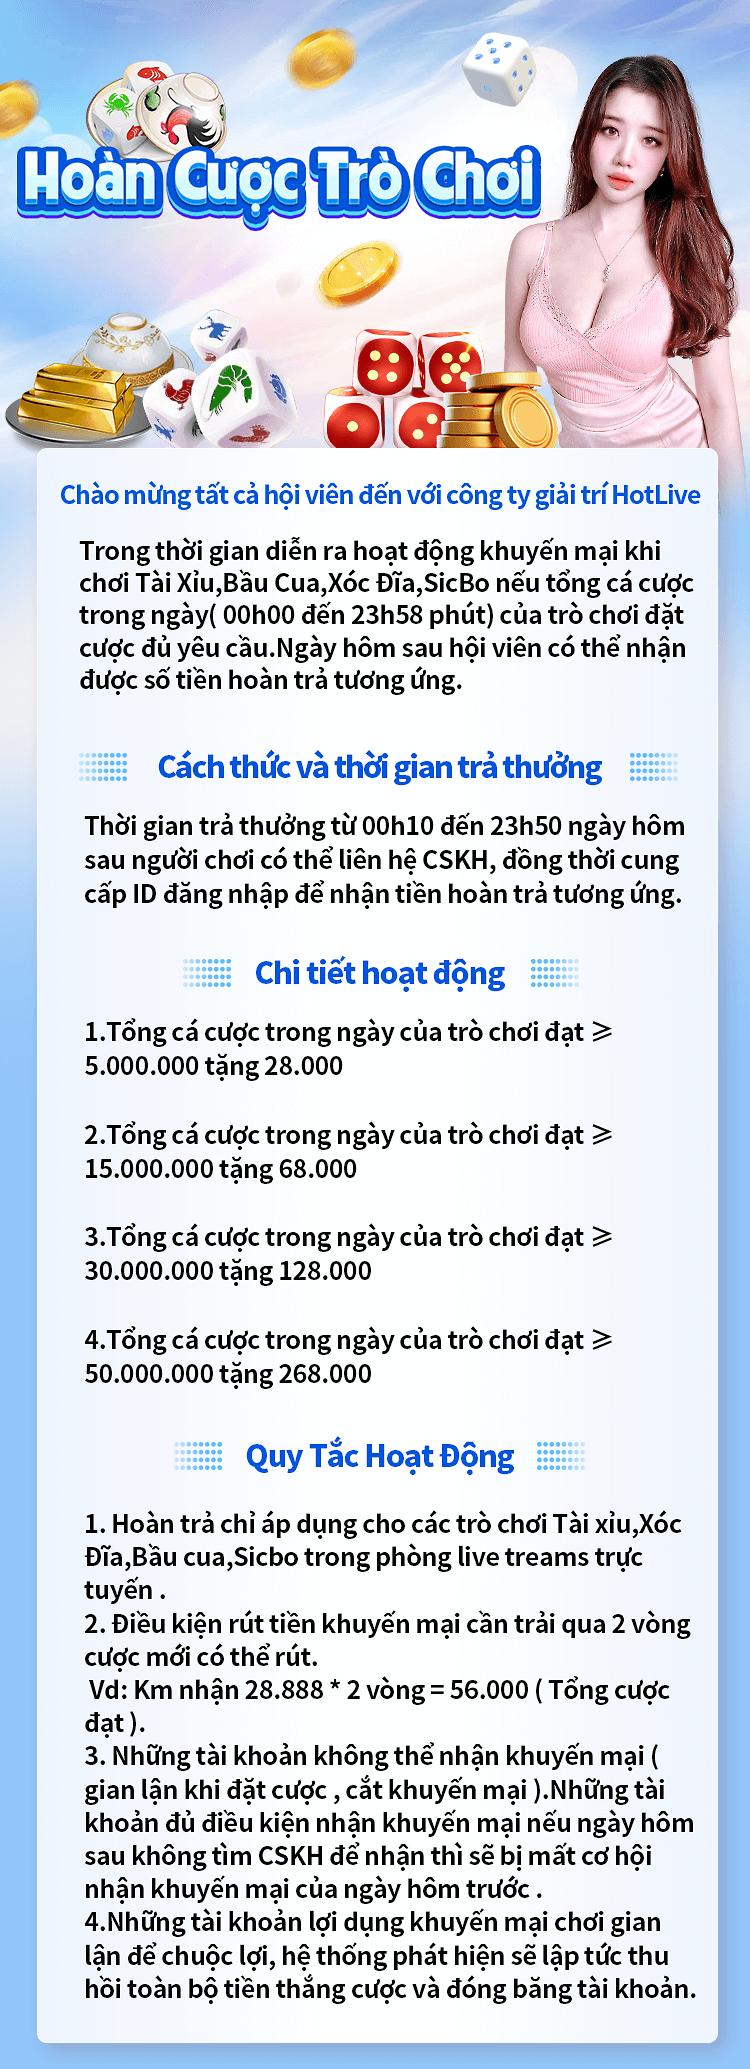 Hoàn Cược Trò Chơi
Chào mừng tất cả hội viên đến với công ty giải trí HotLive
Trong thời gian diễn ra hoạt động khuyến mại khi
chơi Tài Xỉu,Bầu Cua,Xóc Đĩa,SicBo nếu tổng cá cược
trong ngày( 00h00 đến 23h58 phút) của trò chơi đặt
cược đủ yêu cầu.Ngày hôm sau hội viên có thể nhận
được số tiền hoàn trả tương ứng.
Cách thức và thời gian trả thưởng
Thời gian trả thưởng từ 00h10 đến 23h50 ngày hôm
sau người chơi có thể liên hệ CSKH, đồng thời cung
cấp ID đăng nhập để nhận tiền hoàn trả tương ứng.
Chi tiết hoạt động
1.Tổng cá cược trong ngày của trò chơi đạt ⩾
5.000.000 tặng 28.000
2.Tổng cá cược trong ngày của trò chơi đạt ⩾
15.000.000 tặng 68.000
3.Tổng cá cược trong ngày của trò chơi đạt ⩾
30.000.000 tặng 128.000
4.Tổng cá cược trong ngày của trò chơi đạt ⩾
50.000.000 tặng 268.000
Quy Tắc Hoạt Động
1. Hoàn trả chỉ áp dụng cho các trò chơi Tài xỉu,Xóc
Đĩa,Bầu cua,Sicbo trong phòng live treams trực
tuyến .
2. Điều kiện rút tiền khuyến mại cần trải qua 2 vòng
cược mới có thể rút.
Vd: Km nhận 28.888 * 2 vòng = 56.000 ( Tổng cược
đạt ).
3. Những tài khoản không thể nhận khuyến mại (
gian lận khi đặt cược , cắt khuyến mại ).Những tài
khoản đủ điều kiện nhận khuyến mại nếu ngày hôm
sau không tìm CSKH để nhận thì sẽ bị mất cơ hội
nhận khuyến mại của ngày hôm trước .
4.Những tài khoản lợi dụng khuyến mại chơi gian
lận để chuộc lợi, hệ thống phát hiện sẽ lập tức thu
hồi toàn bộ tiền thắng cược và đóng băng tài khoản.